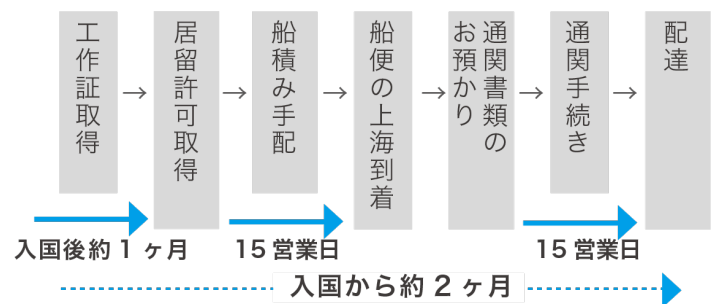 工作証取得
→
居留許可取得
→
船積み手配
→
船便の上海到着
→
通関書類の
お預かり
→
通関手続き
→
配達
入国後約1ヶ月
15営業日
15営業日
入国から約2ヶ月